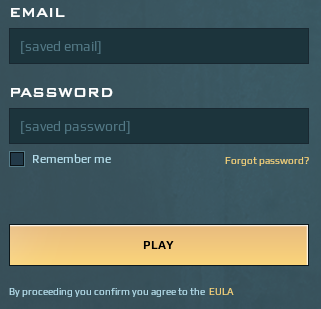 EMAIL
[saved email]
PASSWORD
[saved password]
Remember me
Forgot password?
PLAY
By proceeding you confirm you agree to the EULA